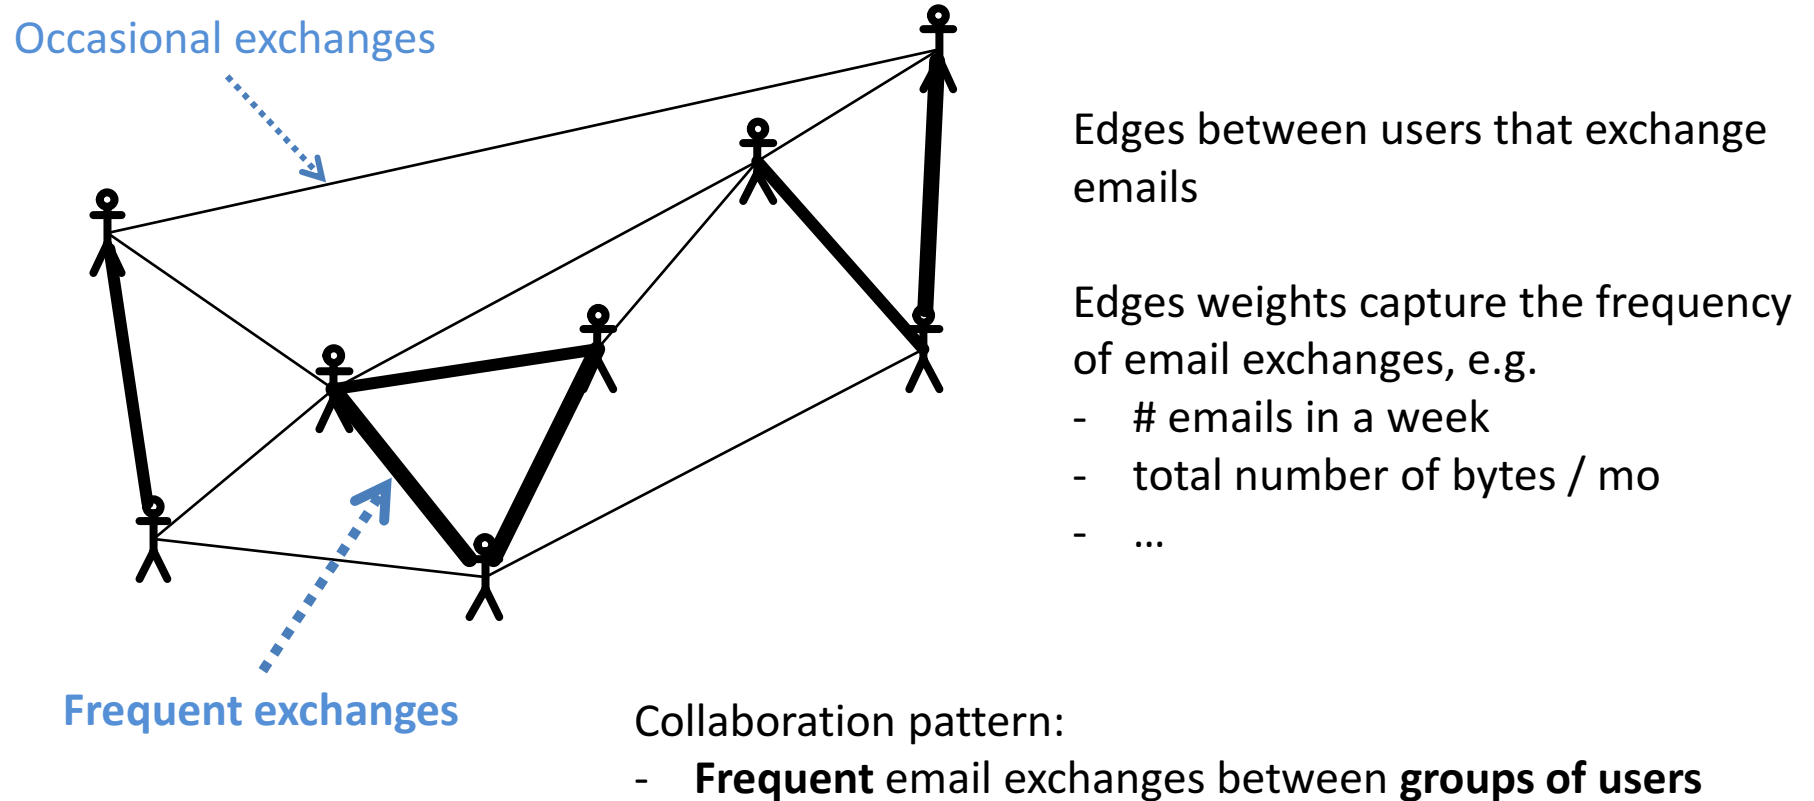 Occasional exchanges
Edges between users that exchange
emails
Edges weights capture the frequency
of email exchanges, e.g.
- # emails in a week
- total number of bytes / mo
- …
Frequent exchanges
Collaboration pattern:
- Frequent email exchanges between groups of users